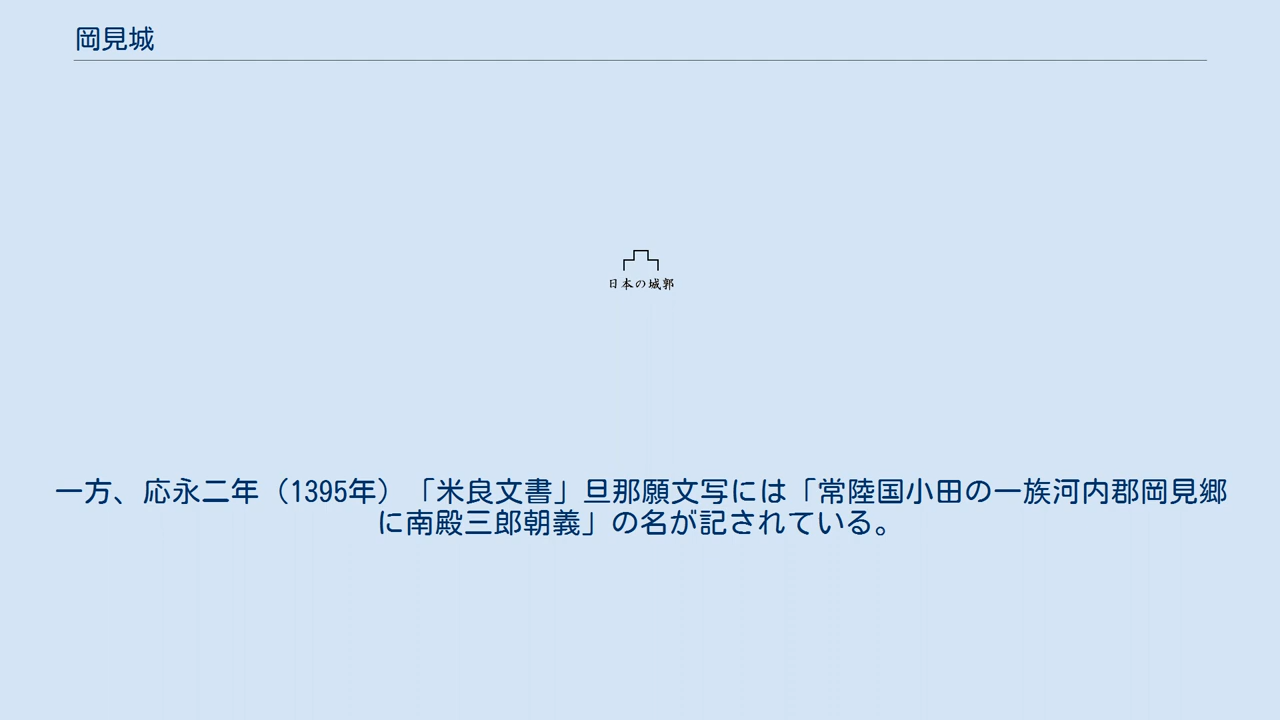 岡見城
日本の城郭
一方、応永二年（1395年）「米良文書」旦那願文写には「常陸国小田の一族河内郡岡見郷
に南殿三郎朝義」の名が記されている。